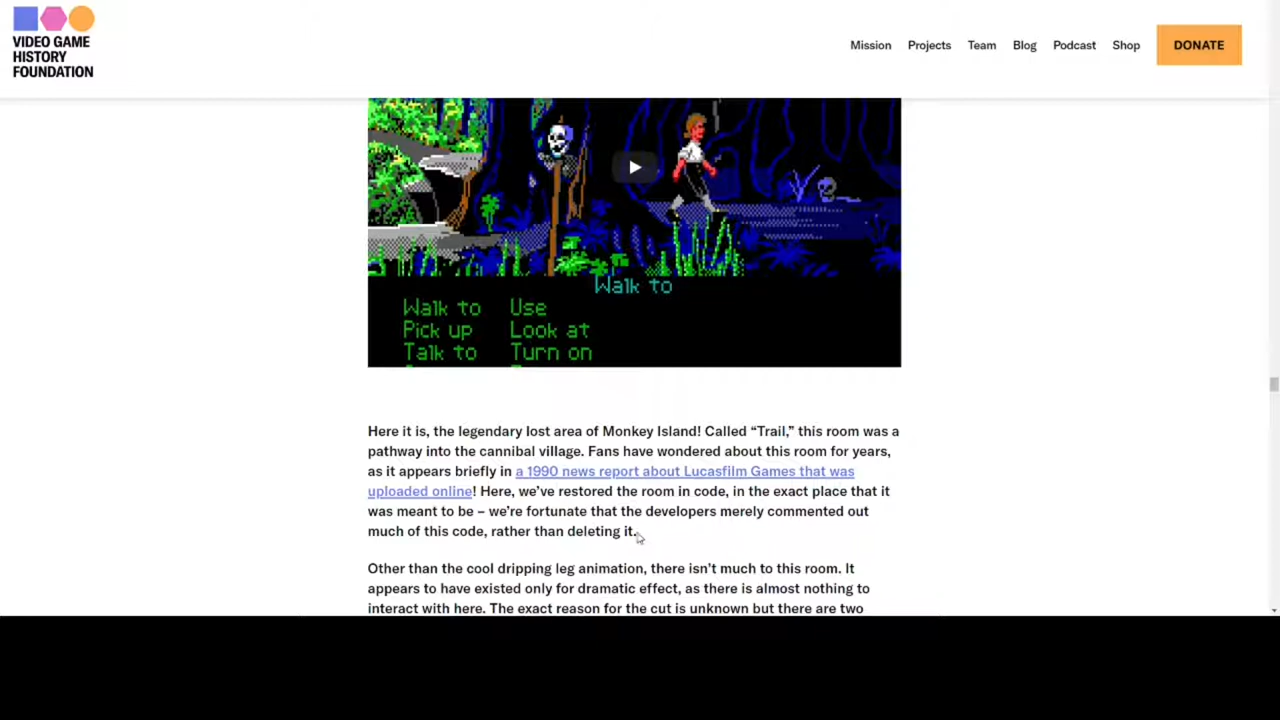 VIDEO GAME
HISTORY
FOUNDATION
Mission Projects Team Blog Podcast Shop DONATE
Walk to
Walk to Use
Pick up Look at
Talk to Turn on
Here it is, the legendary lost area of Monkey Island! Called “Trail,” this room was a
pathway into the cannibal village. Fans have wondered about this room for years,
as it appears briefly in a 1990 news report about Lucasfilm Games that was
uploaded online! Here, we’ve restored the room in code, in the exact place that it
was meant to be – we’re fortunate that the developers merely commented out
much of this code, rather than deleting it.
Other than the cool dripping leg animation, there isn’t much to this room. It
appears to have existed only for dramatic effect, as there is almost nothing to
interact with here. The exact reason for the cut is unknown but there are two